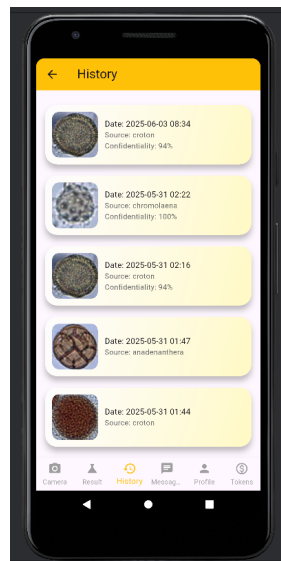 History
Date: 2025-06-03 08:34
Source: croton
Confidentiality: 94%
Date: 2025-05-31 02:22
Source: chromolaena
Confidentiality: 100%
Date: 2025-05-31 02:16
Source: croton
Confidentiality: 94%
Date: 2025-05-31 01:47
Source: anadenanthera
Date: 2025-05-31 01:44
Source: croton
Camera Result History Messag... Profile Tokens